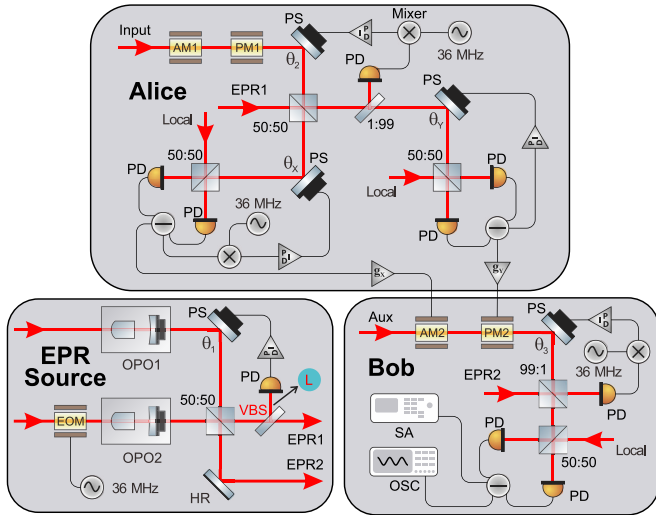 PS
Mixer
Input
AM1
PM1
P
I
D
36 MHz
θ2
PD
Alice
EPR1
PS
50:50
1:99
θY
Local
P
I
D
50:50
θX
PS
50:50
PD
PD
Local
PD
36 MHz
PD
P
I
D
gX
gY
PS
Aux
P
I
D
OPO1
θ1
P
I
D
AM2
PM2
θ3
EPR
Source
PD
L
Bob
99:1
36 MHz
50:50
VBS
EPR2
PD
EOM
EPR1
SA
PD
OPO2
EPR2
Local
36 MHz
HR
OSC
50:50
PD
PS